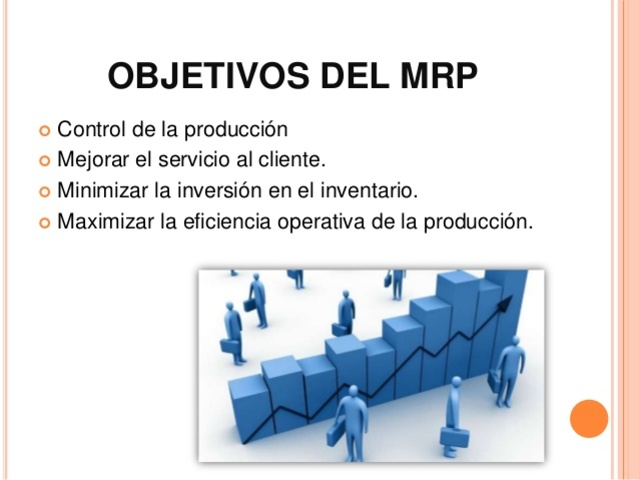 OBJETIVOS DEL MRP
Control de la producción
Mejorar el servicio al cliente.
Minimizar la inversión en el inventario.
Maximizar la eficiencia operativa de la producción.